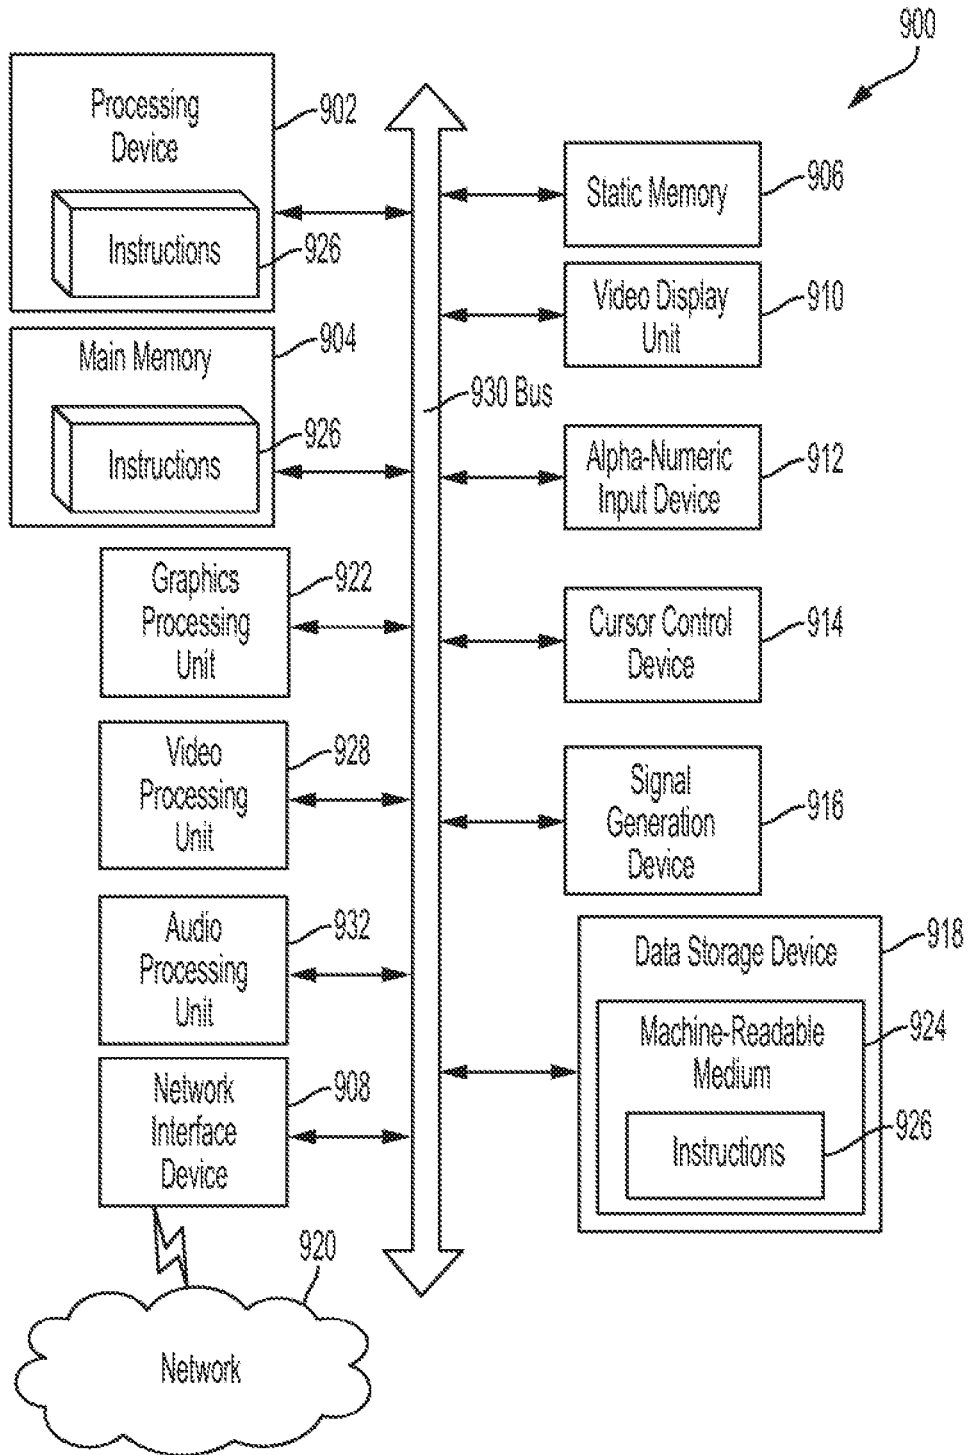 900
Processing
Device
902
Instructions
926
Main Memory
904
Instructions
926
Graphics
Processing
Unit
922
Video
Processing
Unit
928
Audio
Processing
Unit
932
Network
Interface
Device
908
920
Network
930 Bus
Static Memory
906
Video Display
Unit
910
Alpha-Numeric
Input Device
912
Cursor Control
Device
914
Signal
Generation
Device
916
Data Storage Device
918
Machine-Readable
Medium
924
Instructions
926